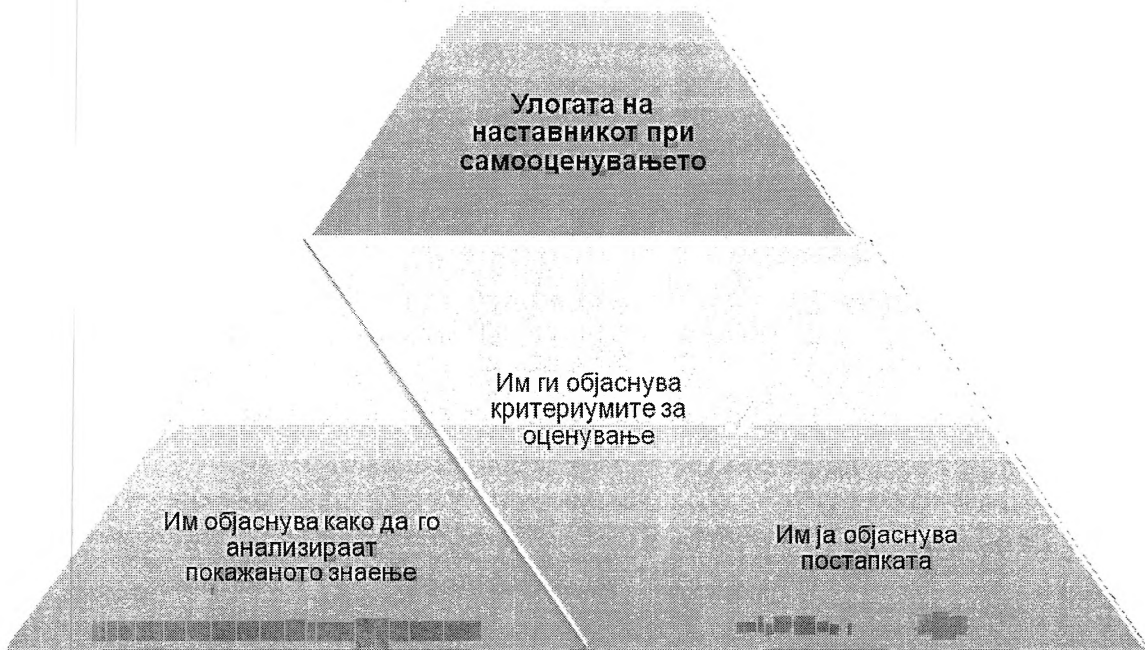 Улогата на
наставникот при
самооценувањето
Им ги објаснува
критериумите за
оценување
Им објаснува како да го
анализираат
покажаното знаење
Им ја објаснува
постапката